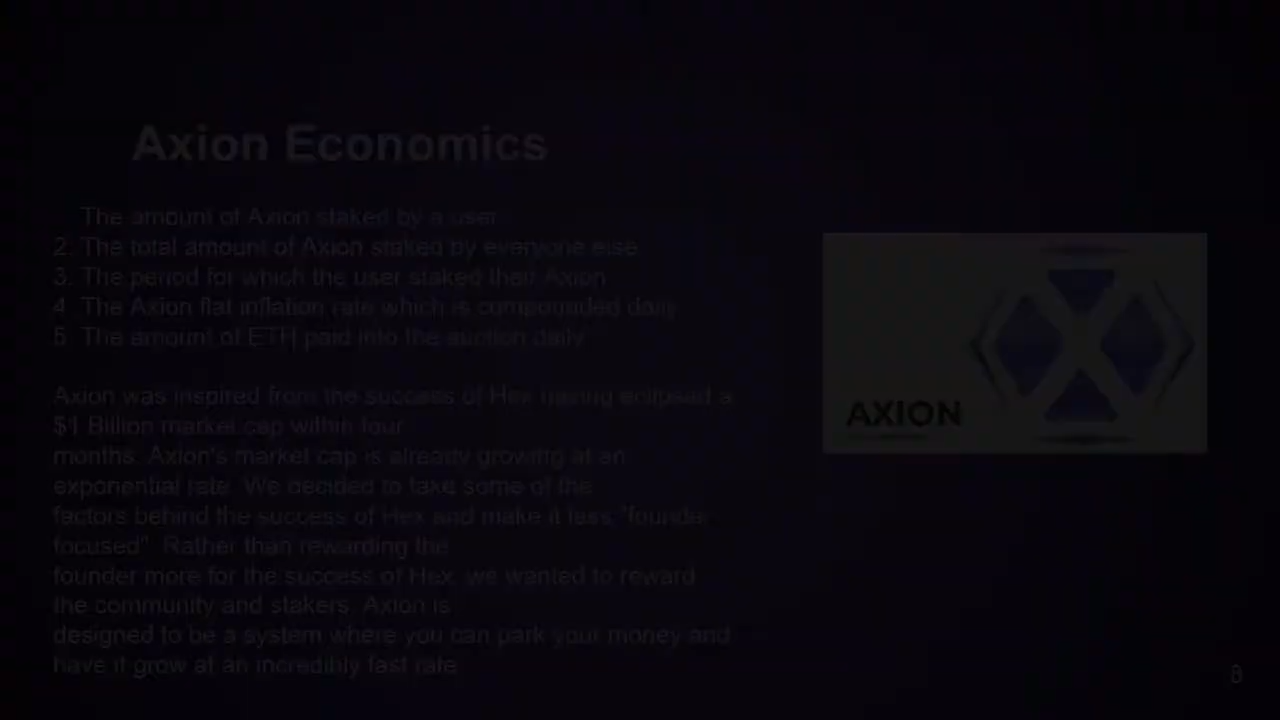 Axion Economics
The amount of Axion staked by a user
2. The total amount of Axion staked by everyone else
3. The period for which the user staked their Axion
4. The Axion flat inflation rate which is compounded daily
5. The amount of ETH paid into the auction daily
Axion was inspired from the success of Hex having eclipsed a
$1 Billion market cap within four
months. Axion's market cap is already growing at an
exponential rate. We decided to take some of the
factors behind the success of Hex and make it less "founder
focused". Rather than rewarding the
founder more for the success of Hex, we wanted to reward
the community and stakers. Axion is
designed to be a system where you can park your money and
have it grow at an incredibly fast rate.
AXION
8